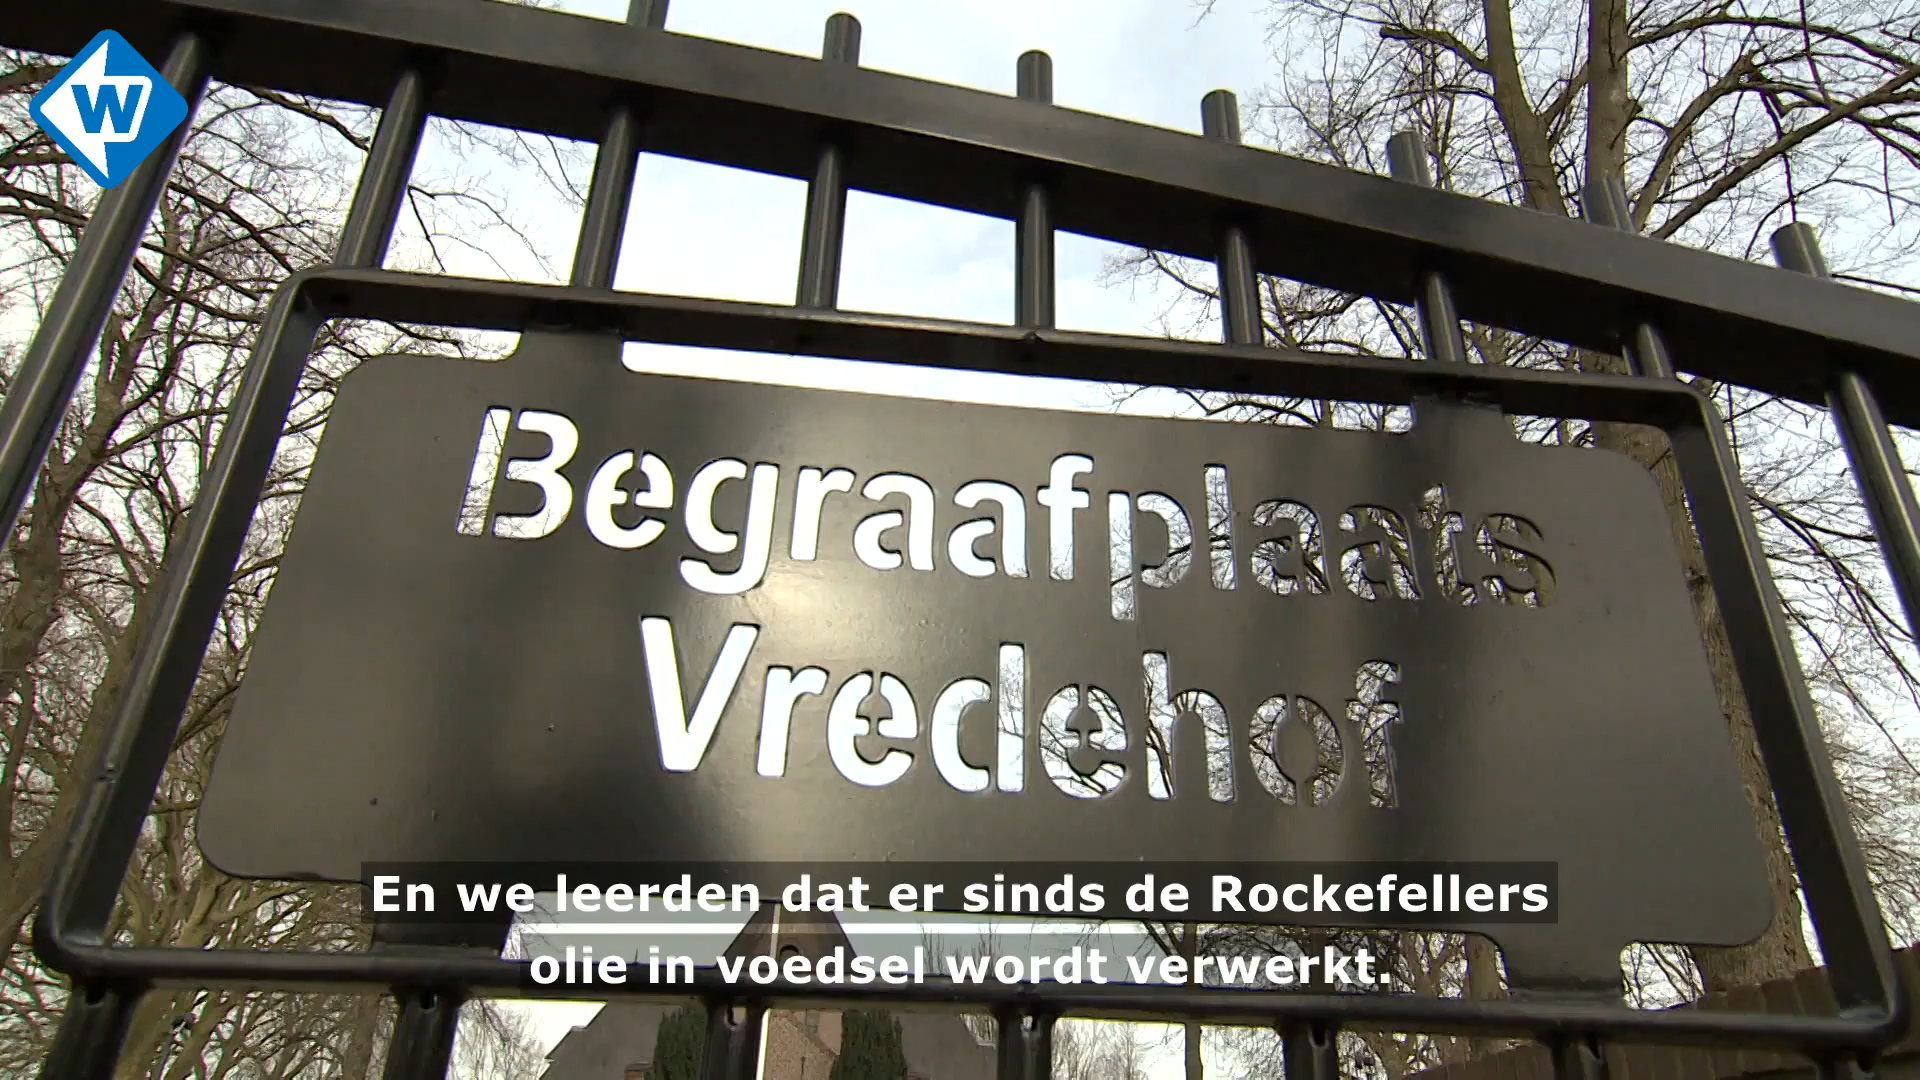 W
Begraafplaats
Vredehof
En we leerden dat er sinds de Rockefellers
olie in voedsel wordt verwerkt.